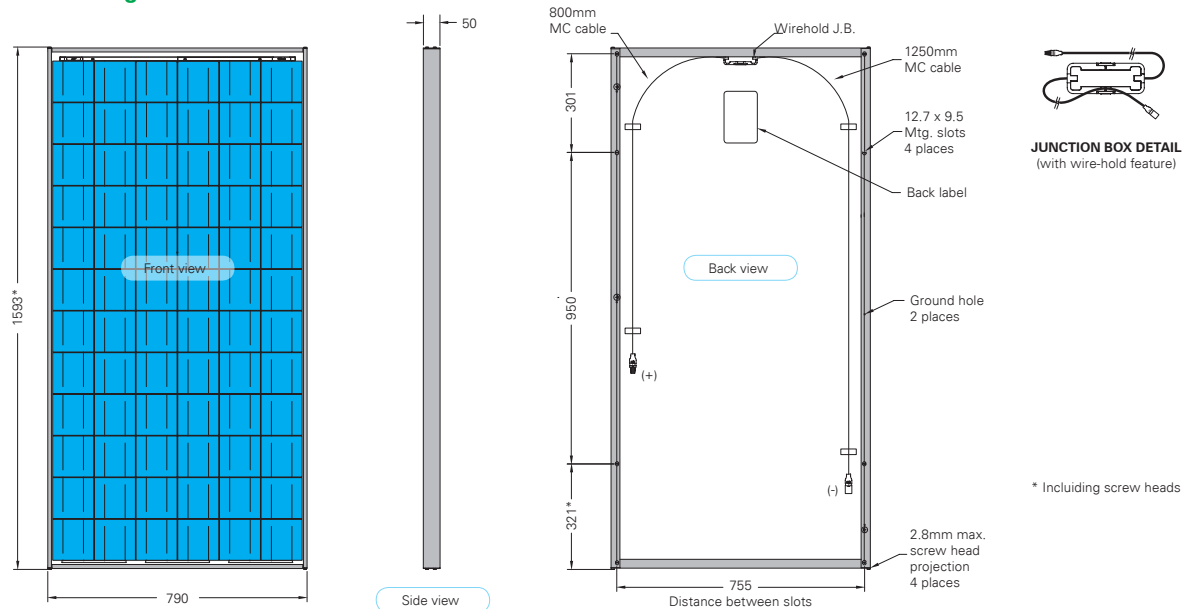 1593*
Front view
790
50
Side view
800mm
MC cable
Wirehold J.B.
1250mm
MC cable
301
12.7 x 9.5
Mtg. slots
4 places
Back label
Back view
950
Ground hole
2 places
(+)
(-)
321*
2.8mm max.
screw head
projection
4 places
755
Distance between slots
JUNCTION BOX DETAIL
(with wire-hold feature)
* Incluiding screw heads